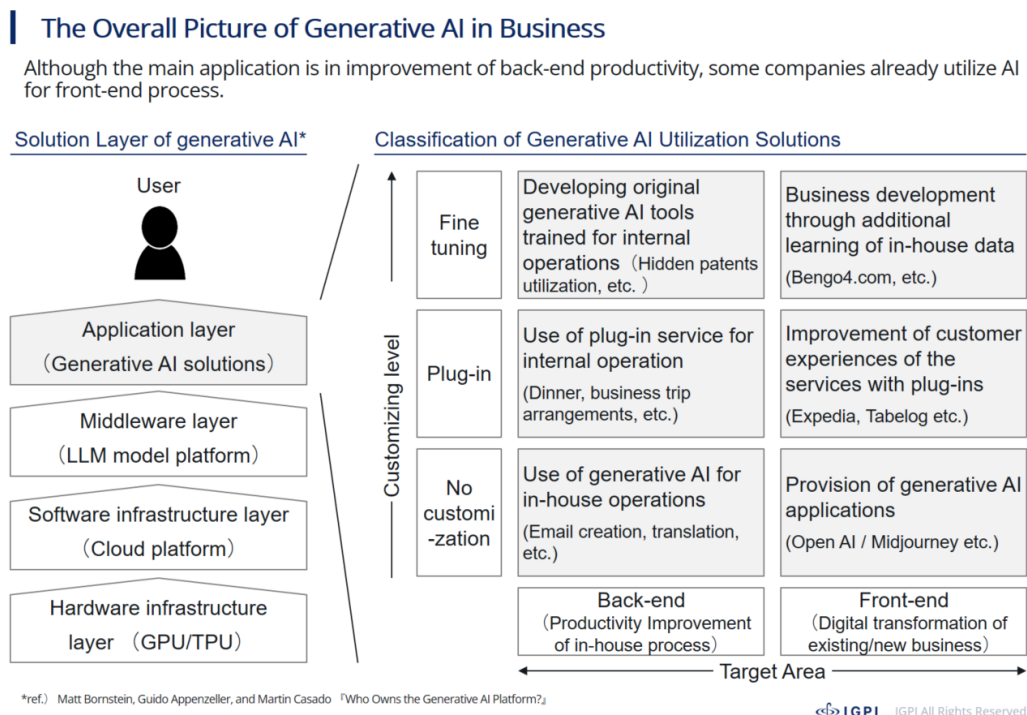 The Overall Picture of Generative AI in Business
Although the main application is in improvement of back-end productivity, some companies already utilize AI
for front-end process.
Solution Layer of generative AI*
User
Application layer
（Generative AI solutions）
Middleware layer
（LLM model platform）
Software infrastructure layer
（Cloud platform）
Hardware infrastructure
layer （GPU/TPU）
Classification of Generative AI Utilization Solutions
Customizing level
Fine
tuning
Developing original
generative AI tools
trained for internal
operations（Hidden patents
utilization, etc. ）
Business development
through additional
learning of in-house data
(Bengo4.com, etc.)
Plug-in
Use of plug-in service for
internal operation
(Dinner, business trip
arrangements, etc.)
Improvement of customer
experiences of the
services with plug-ins
(Expedia, Tabelog etc.)
No
customi
-zation
Use of generative AI for
in-house operations
(Email creation, translation,
etc.)
Provision of generative AI
applications
(Open AI / Midjourney etc.)
Back-end
（Productivity Improvement
of in-house process）
Front-end
（Digital transformation of
existing/new business）
Target Area
*ref.） Matt Bornstein, Guido Appenzeller, and Martin Casado 『Who Owns the Generative AI Platform?』
IGPI IGPI All Rights Reserved